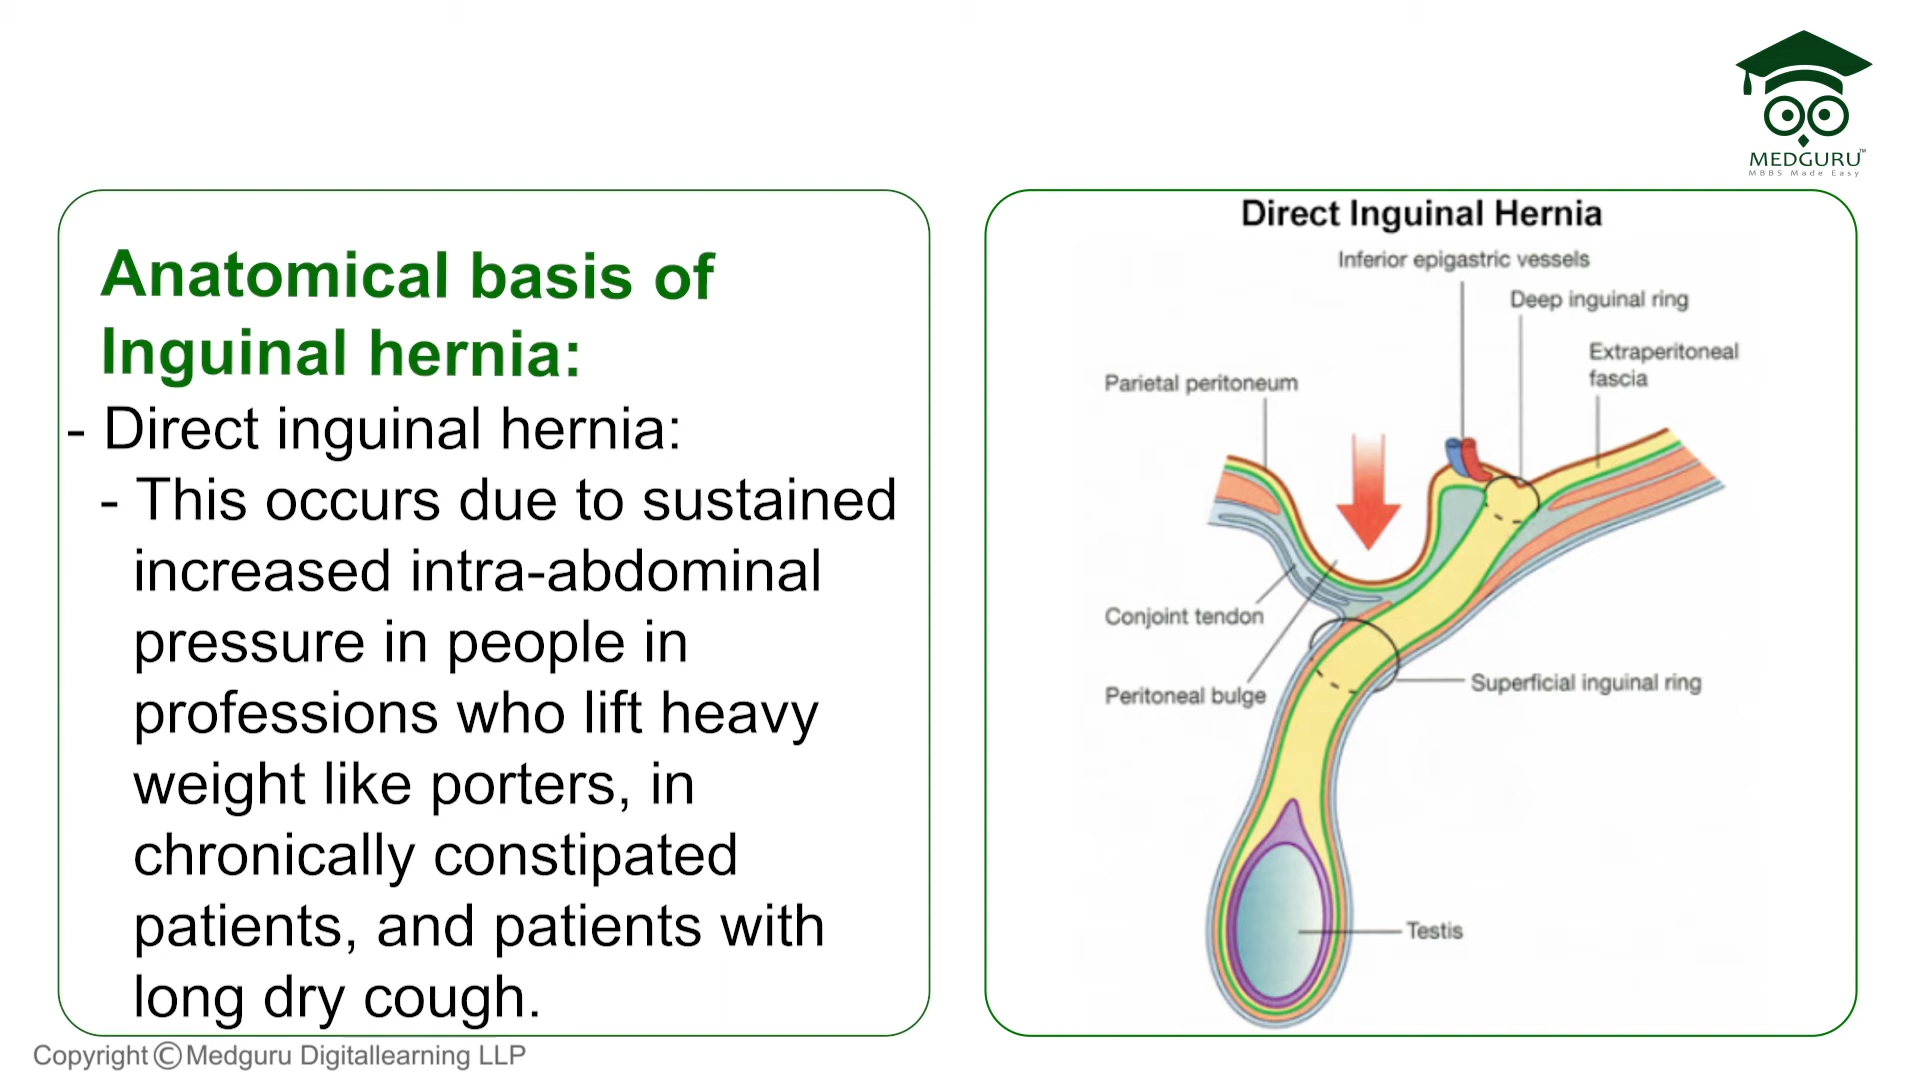 MEDGURU™
MBBS Made Easy
Anatomical basis of
Inguinal hernia:
- Direct inguinal hernia:
- This occurs due to sustained
increased intra-abdominal
pressure in people in
professions who lift heavy
weight like porters, in
chronically constipated
patients, and patients with
long dry cough.
Direct Inguinal Hernia
Inferior epigastric vessels
Deep inguinal ring
Extraperitoneal
fascia
Parietal peritoneum
Conjoint tendon
Peritoneal bulge
Superficial inguinal ring
Testis
Copyright © Medguru Digitallearning LLP